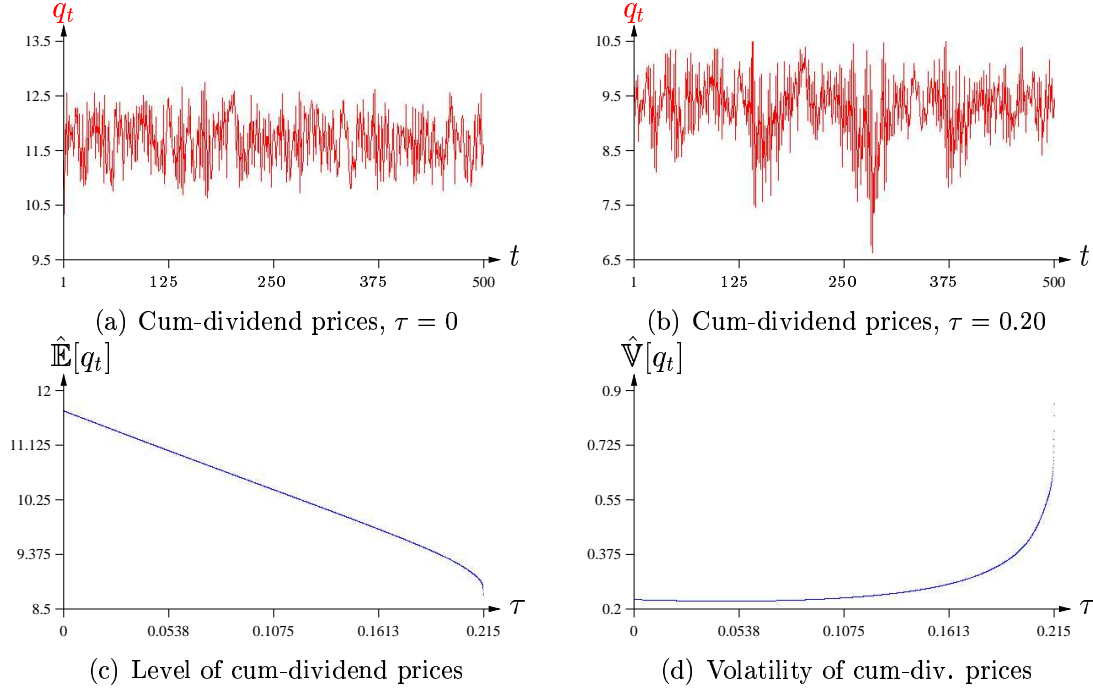 q_t
13.5
12.5
11.5
10.5
9.5
1 125 250 375 500
t
(a) Cum-dividend prices, τ = 0
q_t
10.5
9.5
8.5
7.5
6.5
1 125 250 375 500
t
(b) Cum-dividend prices, τ = 0.20
𝔼̂[q_t]
12
11.125
10.25
9.375
8.5
0 0.0538 0.1075 0.1613 0.215
τ
(c) Level of cum-dividend prices
𝕍̂[q_t]
0.9
0.725
0.55
0.375
0.2
0 0.0538 0.1075 0.1613 0.215
τ
(d) Volatility of cum-div. prices